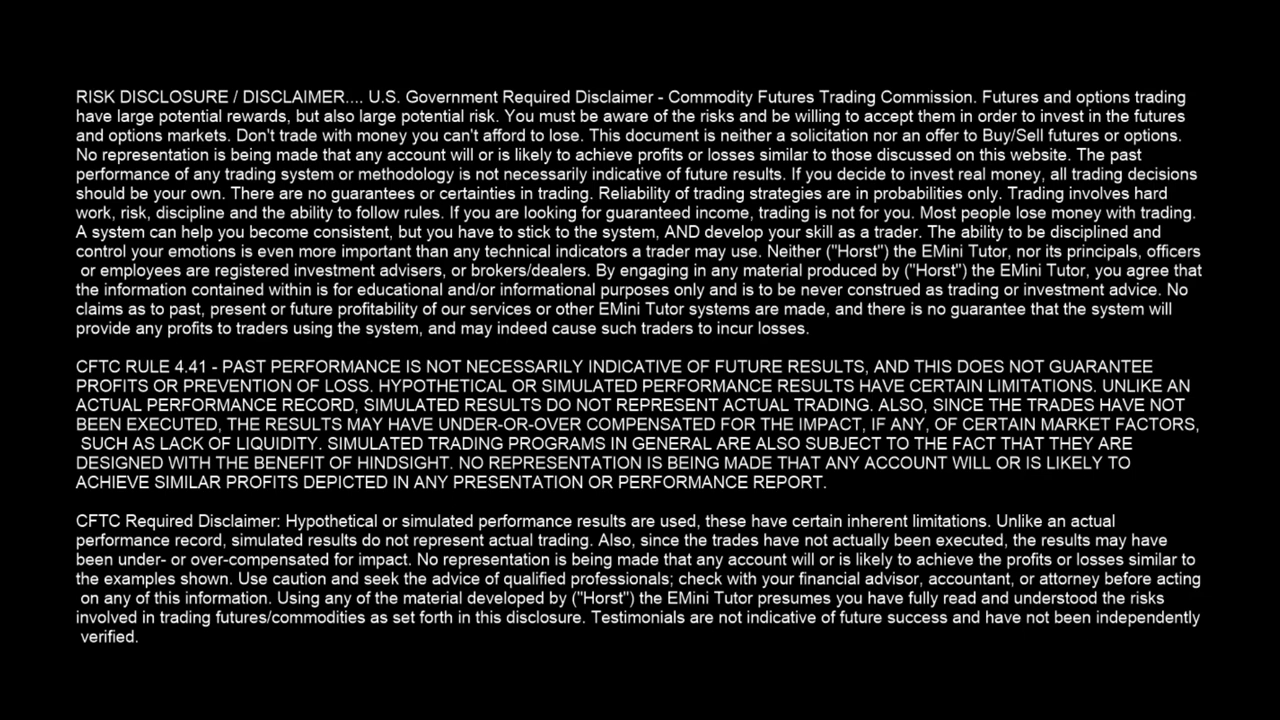 RISK DISCLOSURE / DISCLAIMER.... U.S. Government Required Disclaimer - Commodity Futures Trading Commission. Futures and options trading
have large potential rewards, but also large potential risk. You must be aware of the risks and be willing to accept them in order to invest in the futures
and options markets. Don't trade with money you can't afford to lose. This document is neither a solicitation nor an offer to Buy/Sell futures or options.
No representation is being made that any account will or is likely to achieve profits or losses similar to those discussed on this website. The past
performance of any trading system or methodology is not necessarily indicative of future results. If you decide to invest real money, all trading decisions
should be your own. There are no guarantees or certainties in trading. Reliability of trading strategies are in probabilities only. Trading involves hard
work, risk, discipline and the ability to follow rules. If you are looking for guaranteed income, trading is not for you. Most people lose money with trading.
A system can help you become consistent, but you have to stick to the system, AND develop your skill as a trader. The ability to be disciplined and
control your emotions is even more important than any technical indicators a trader may use. Neither ("Horst") the EMini Tutor, nor its principals, officers
or employees are registered investment advisers, or brokers/dealers. By engaging in any material produced by ("Horst") the EMini Tutor, you agree that
the information contained within is for educational and/or informational purposes only and is to be never construed as trading or investment advice. No
claims as to past, present or future profitability of our services or other EMini Tutor systems are made, and there is no guarantee that the system will
provide any profits to traders using the system, and may indeed cause such traders to incur losses.
CFTC RULE 4.41 - PAST PERFORMANCE IS NOT NECESSARILY INDICATIVE OF FUTURE RESULTS, AND THIS DOES NOT GUARANTEE
PROFITS OR PREVENTION OF LOSS. HYPOTHETICAL OR SIMULATED PERFORMANCE RESULTS HAVE CERTAIN LIMITATIONS. UNLIKE AN
ACTUAL PERFORMANCE RECORD, SIMULATED RESULTS DO NOT REPRESENT ACTUAL TRADING. ALSO, SINCE THE TRADES HAVE NOT
BEEN EXECUTED, THE RESULTS MAY HAVE UNDER-OR-OVER COMPENSATED FOR THE IMPACT, IF ANY, OF CERTAIN MARKET FACTORS,
SUCH AS LACK OF LIQUIDITY. SIMULATED TRADING PROGRAMS IN GENERAL ARE ALSO SUBJECT TO THE FACT THAT THEY ARE
DESIGNED WITH THE BENEFIT OF HINDSIGHT. NO REPRESENTATION IS BEING MADE THAT ANY ACCOUNT WILL OR IS LIKELY TO
ACHIEVE SIMILAR PROFITS DEPICTED IN ANY PRESENTATION OR PERFORMANCE REPORT.
CFTC Required Disclaimer: Hypothetical or simulated performance results are used, these have certain inherent limitations. Unlike an actual
performance record, simulated results do not represent actual trading. Also, since the trades have not actually been executed, the results may have
been under- or over-compensated for impact. No representation is being made that any account will or is likely to achieve the profits or losses similar to
the examples shown. Use caution and seek the advice of qualified professionals; check with your financial advisor, accountant, or attorney before acting
on any of this information. Using any of the material developed by ("Horst") the EMini Tutor presumes you have fully read and understood the risks
involved in trading futures/commodities as set forth in this disclosure. Testimonials are not indicative of future success and have not been independently
verified.